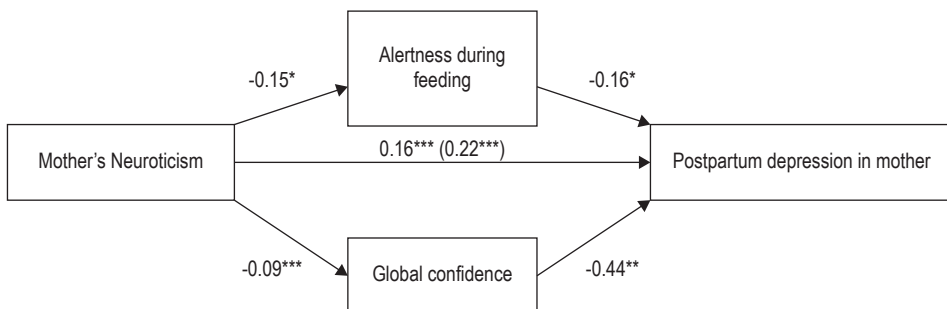 Alertness during
feeding
-0.15*
-0.16*
Mother's Neuroticism
0.16*** (0.22***)
Postpartum depression in mother
-0.09***
Global confidence
-0.44**